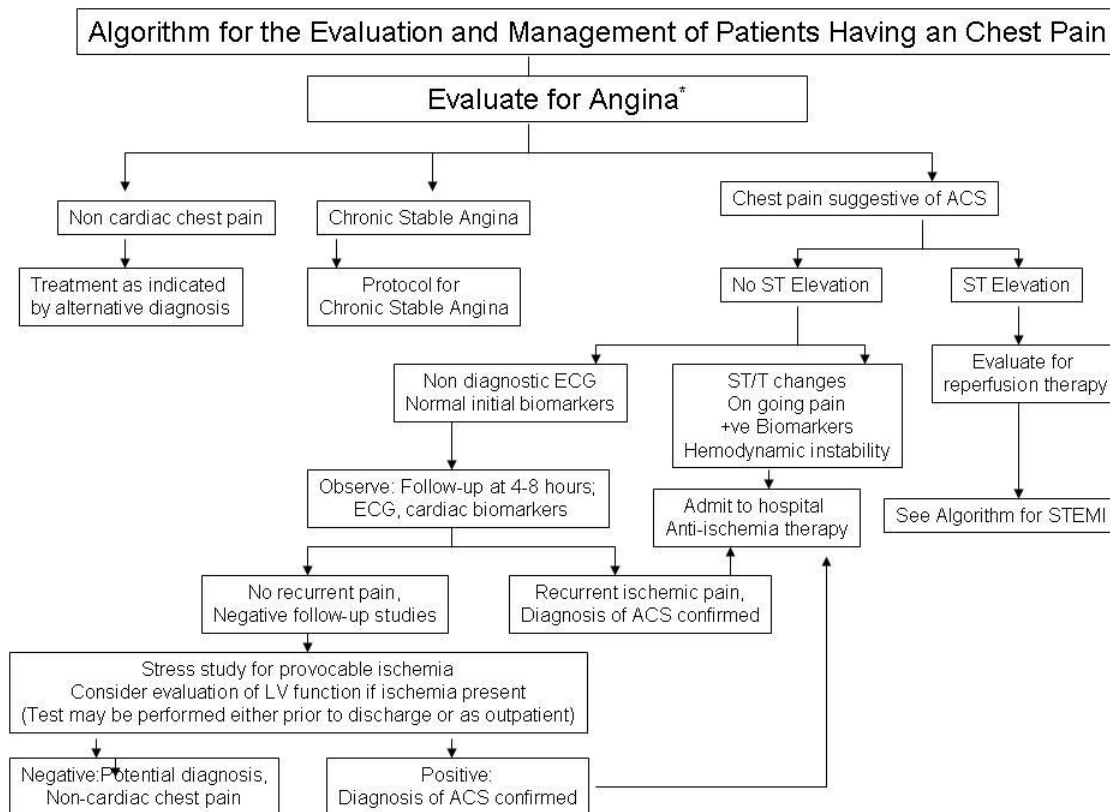 Algorithm for the Evaluation and Management of Patients Having an Chest Pain
Evaluate for Angina*
Non cardiac chest pain
Chronic Stable Angina
Chest pain suggestive of ACS
Treatment as indicated
by alternative diagnosis
Protocol for
Chronic Stable Angina
No ST Elevation
ST Elevation
Non diagnostic ECG
Normal initial biomarkers
ST/T changes
On going pain
+ve Biomarkers
Hemodynamic instability
Evaluate for
reperfusion therapy
Observe: Follow-up at 4-8 hours;
ECG, cardiac biomarkers
Admit to hospital
Anti-ischemia therapy
See Algorithm for STEMI
No recurrent pain,
Negative follow-up studies
Recurrent ischemic pain,
Diagnosis of ACS confirmed
Stress study for provocable ischemia
Consider evaluation of LV function if ischemia present
(Test may be performed either prior to discharge or as outpatient)
Negative:Potential diagnosis,
Non-cardiac chest pain
Positive:
Diagnosis of ACS confirmed